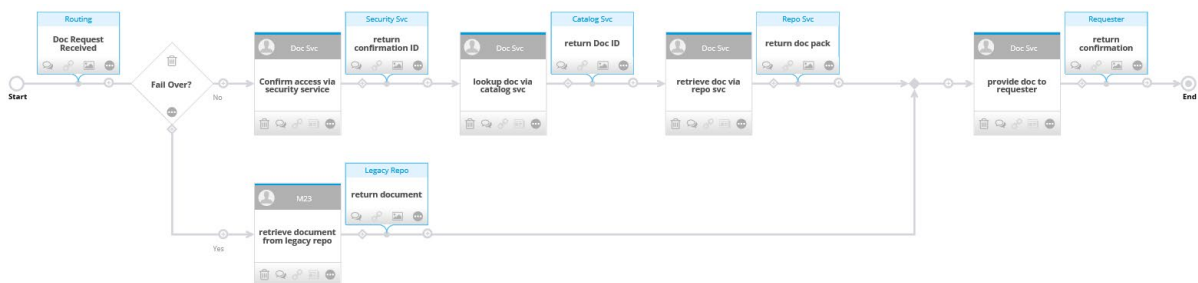 Routing
Doc Request
Received
Start
Fail Over?
No
Yes
Doc Svc
Confirm access via
security service
Security Svc
return
confirmation ID
Doc Svc
lookup doc via
catalog svc
Catalog Svc
return Doc ID
Doc Svc
retrieve doc via
repo svc
Repo Svc
return doc pack
Doc Svc
provide doc to
requester
Requester
return
confirmation
End
M23
retrieve document
from legacy repo
Legacy Repo
return document